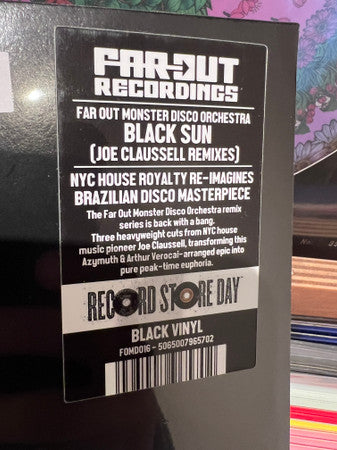 FAR OUT
RECORDINGS
FAR OUT MONSTER DISCO ORCHESTRA
BLACK SUN
(JOE CLAUSSELL REMIXES)
NYC HOUSE ROYALTY RE-IMAGINES
BRAZILIAN DISCO MASTERPIECE
The Far Out Monster Disco Orchestra remix
series is back with a bang.
Three heavyweight cuts from NYC house
music pioneer Joe Claussell, transforming this
Azymuth & Arthur Verocai-arranged epic into
pure peak-time euphoria.
RECORD STORE DAY
BLACK VINYL
FOMDO16 - 5065007965702
No.